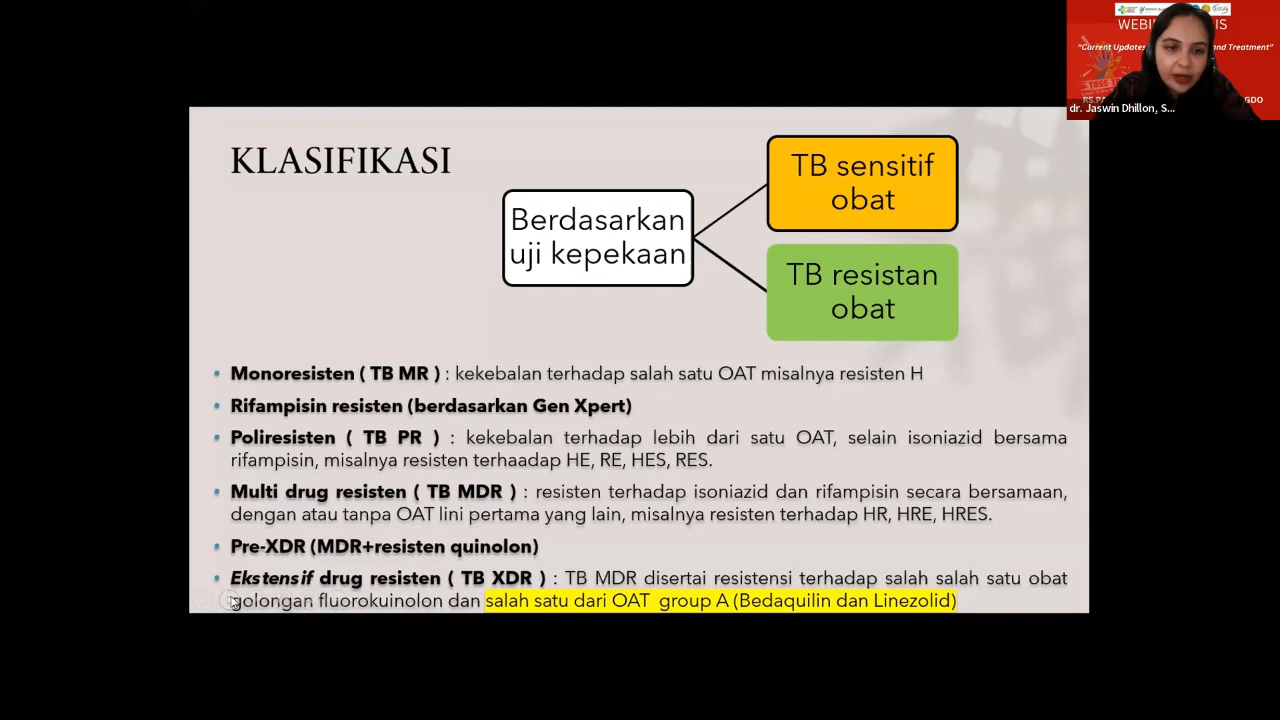 WEB
IS
"Current Updates
and Treatment"
GDO
dr. Jaswin Dhillon, S...
KLASIFIKASI
Berdasarkan
uji kepekaan
TB sensitif
obat
TB resistan
obat
• Monoresisten ( TB MR ) : kekebalan terhadap salah satu OAT misalnya resisten H
• Rifampisin resisten (berdasarkan Gen Xpert)
• Poliresisten ( TB PR ) : kekebalan terhadap lebih dari satu OAT, selain isoniazid bersama
rifampisin, misalnya resisten terhaadap HE, RE, HES, RES.
• Multi drug resisten ( TB MDR ) : resisten terhadap isoniazid dan rifampisin secara bersamaan,
dengan atau tanpa OAT lini pertama yang lain, misalnya resisten terhadap HR, HRE, HRES.
• Pre-XDR (MDR+resisten quinolon)
• Ekstensif drug resisten ( TB XDR ) : TB MDR disertai resistensi terhadap salah salah satu obat
golongan fluorokuinolon dan salah satu dari OAT group A (Bedaquilin dan Linezolid)